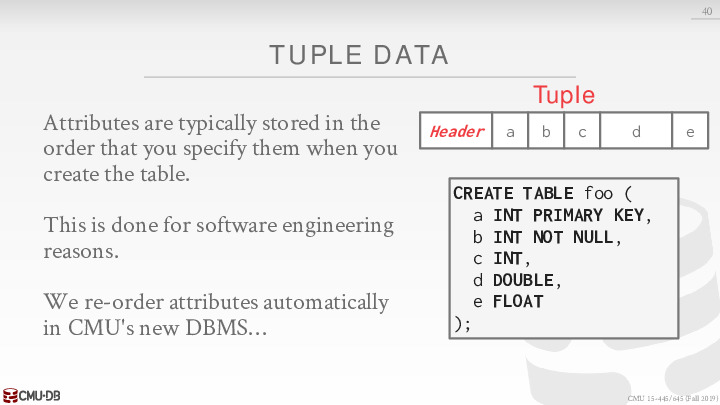 40
TUPLE DATA
Attributes are typically stored in the
order that you specify them when you
create the table.
This is done for software engineering
reasons.
We re-order attributes automatically
in CMU's new DBMS…
Tuple
Header a b c d e
CREATE TABLE foo (
a INT PRIMARY KEY,
b INT NOT NULL,
c INT,
d DOUBLE,
e FLOAT
);
CMU·DB
CMU 15-445/645 (Fall 2019)